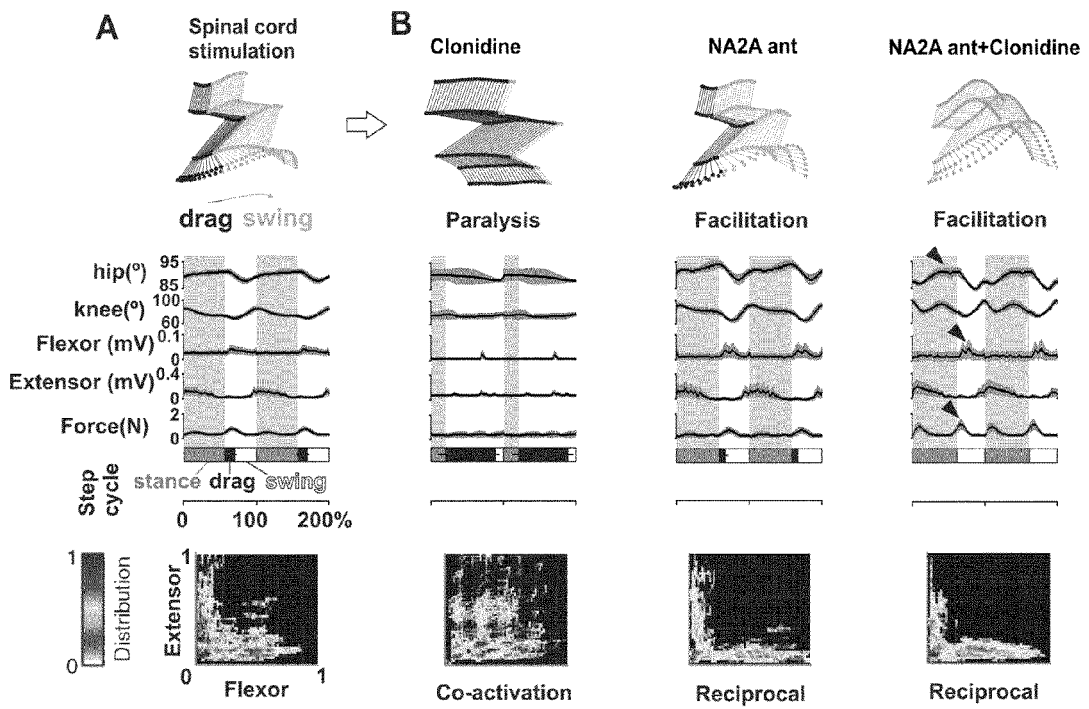 A
B
Spinal cord
stimulation
Clonidine
NA2A ant
NA2A ant+Clonidine
drag swing
Paralysis
Facilitation
Facilitation
hip(º)
95
85
knee(º)
100
60
Flexor (mV)
0.1
0
Extensor (mV)
0.4
0
Force(N)
2
0
Step
cycle
stance drag swing
0 100 200%
1
0
Distribution
Extensor
1
0
Flexor
1
Co-activation
Reciprocal
Reciprocal